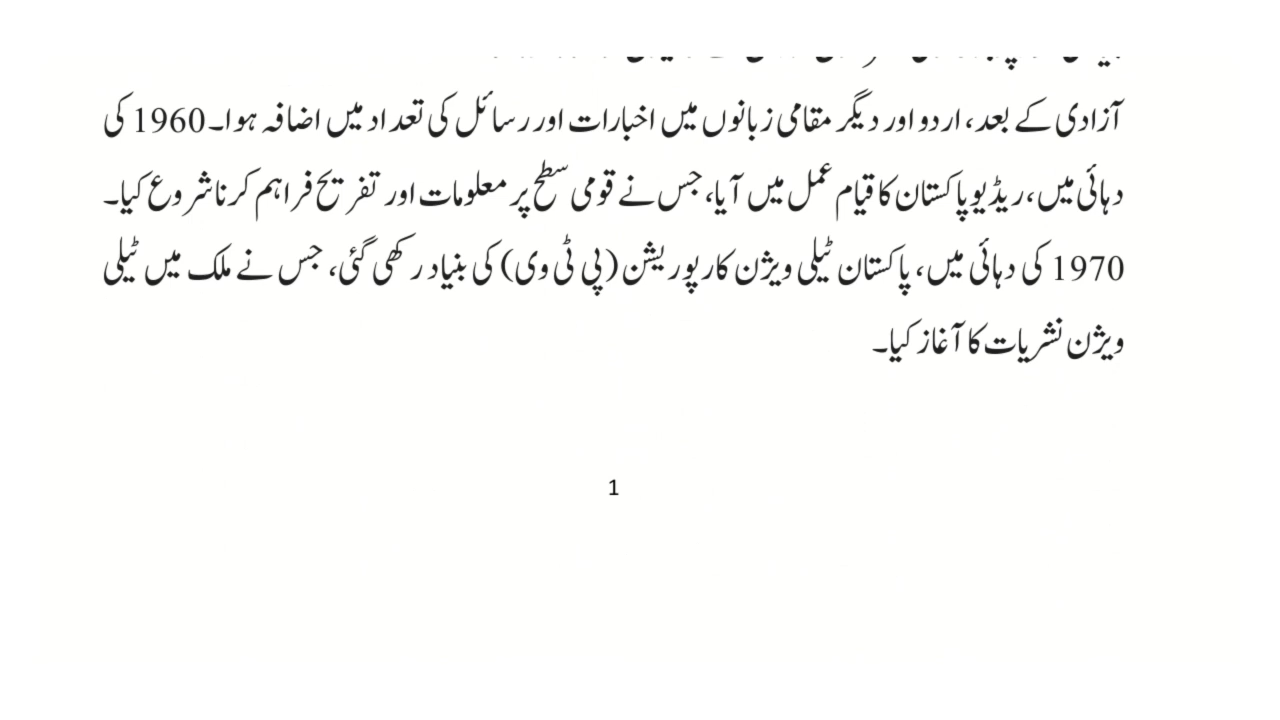 آزادی کے بعد، اردو اور دیگر مقامی زبانوں میں اخبارات اور رسائل کی تعداد میں اضافہ ہوا۔ 1960 کی
دہائی میں، ریڈیو پاکستان کا قیام عمل میں آیا، جس نے قومی سطح پر معلومات اور تفریح فراہم کرنا شروع کیا۔
1970 کی دہائی میں، پاکستان ٹیلی ویژن کارپوریشن (پی ٹی وی) کی بنیاد رکھی گئی، جس نے ملک میں ٹیلی
ویژن نشریات کا آغاز کیا۔
1